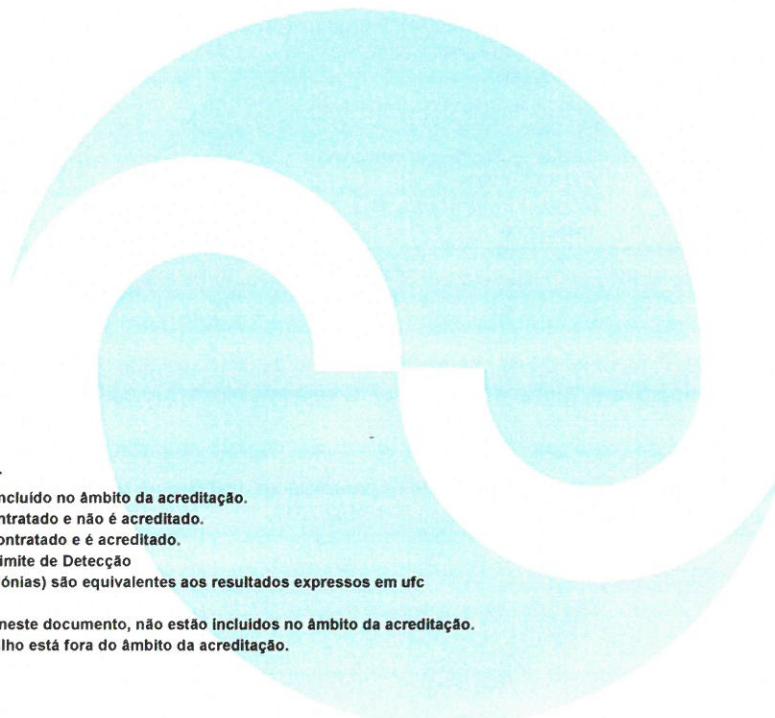 ncluído no âmbito da acreditação.
ntratado e não é acreditado.
ontratado e é acreditado.
imite de Detecção
ónias) são equivalentes aos resultados expressos em ufc
neste documento, não estão incluidos no âmbito da acreditação.
lho está fora do âmbito da acreditação.